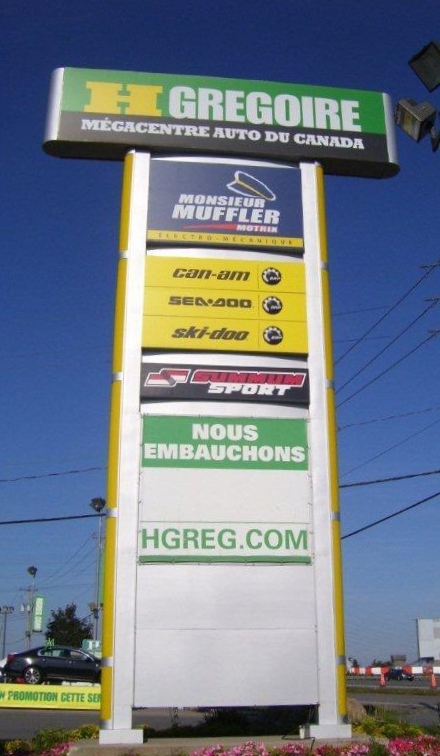 H GREGOIRE
MÉGACENTRE AUTO DU CANADA
MONSIEUR
MUFFLER
MOTRIX
ÉLECTRO-MÉCANIQUE
can-am
SEA-DOO
ski-doo
SUMMUM
SPORT
NOUS
EMBAUCHONS
HGREG.COM
PROMOTION CETTE